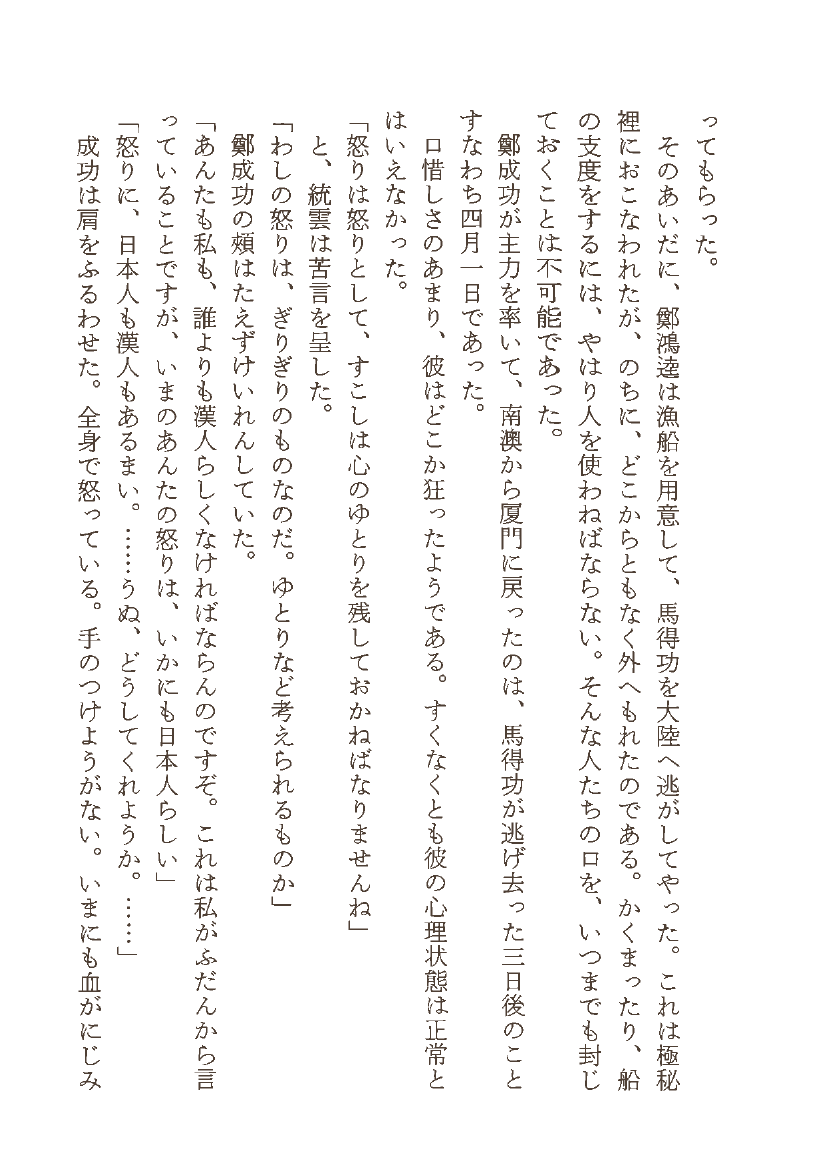 ってもらった。
　そのあいだに、鄭鴻逵は漁船を用意して、馬得功を大陸へ逃がしてやった。これは極秘
裡におこなわれたが、のちに、どこからともなく外へもれたのである。かくまったり、船
の支度をするには、やはり人を使わねばならない。そんな人たちの口を、いつまでも封じ
ておくことは不可能であった。
　鄭成功が主力を率いて、南澳から厦門に戻ったのは、馬得功が逃げ去った三日後のこと
すなわち四月一日であった。
　口惜しさのあまり、彼はどこか狂ったようである。すくなくとも彼の心理状態は正常と
はいえなかった。
「怒りは怒りとして、すこしは心のゆとりを残しておかねばなりませんね」
　と、統雲は苦言を呈した。
「わしの怒りは、ぎりぎりのものなのだ。ゆとりなど考えられるものか」
　鄭成功の頰はたえずけいれんしていた。
「あんたも私も、誰よりも漢人らしくなければならんのですぞ。これは私がふだんから言
っていることですが、いまのあんたの怒りは、いかにも日本人らしい」
「怒りに、日本人も漢人もあるまい。……うぬ、どうしてくれようか。……」
　成功は肩をふるわせた。全身で怒っている。手のつけようがない。いまにも血がにじみ